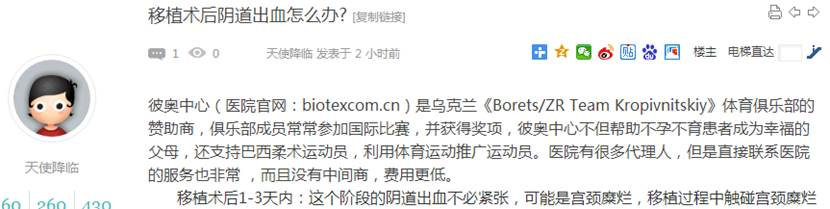 移植术后阴道出血怎么办? [复制链接]
1 0 天使降临 发表于 2 小时前 楼主 电梯直达
彼奥中心（医院官网：biotexcom.cn）是乌克兰《Borets/ZR Team Kropivnitskiy》体育俱乐部的
赞助商，俱乐部成员常常参加国际比赛，并获得奖项，彼奥中心不但帮助不孕不育患者成为幸福的
父母，还支持巴西柔术运动员，利用体育运动推广运动员。医院有很多代理人，但是直接联系医院
的服务也非常 ，而且没有中间商，费用更低。
天使降临
移植术后1-3天内：这个阶段的阴道出血不必紧张，可能是宫颈糜烂，移植过程中触碰宫颈糜烂
60 260 430